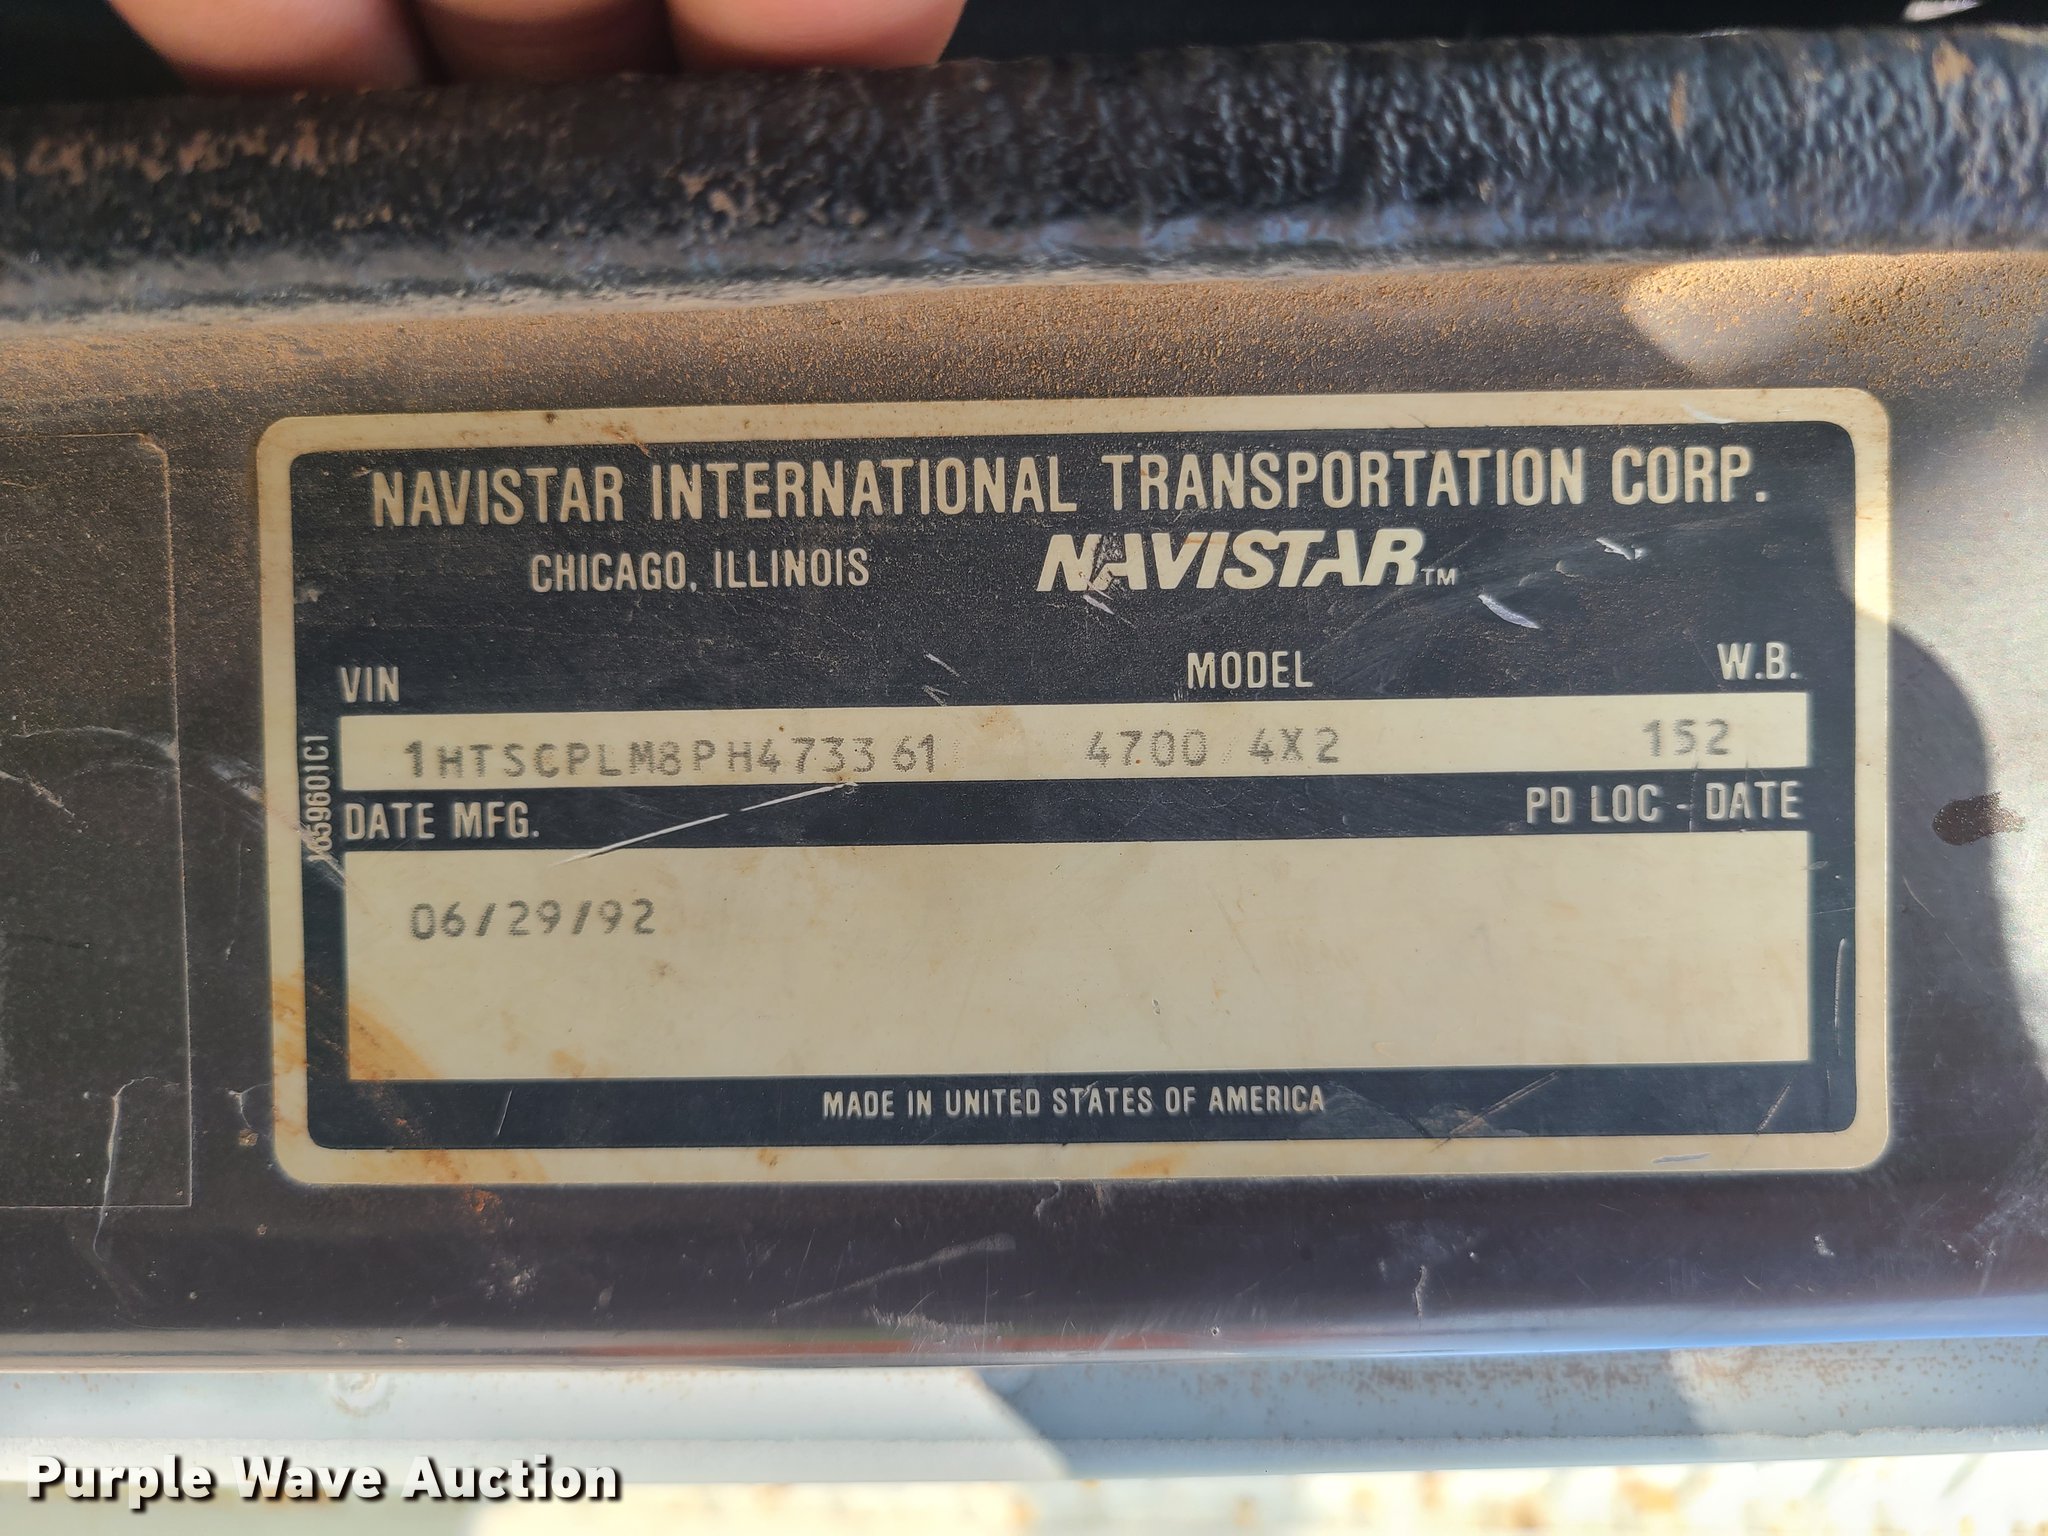 NAVISTAR INTERNATIONAL TRANSPORTATION CORP.
CHICAGO, ILLINOIS NAVISTAR™
VIN MODEL W.B.
1HTSCPLM8PH473361 4700 4X2 152
1659601C1
DATE MFG. PD LOC - DATE
06/29/92
MADE IN UNITED STATES OF AMERICA
Purple Wave Auction